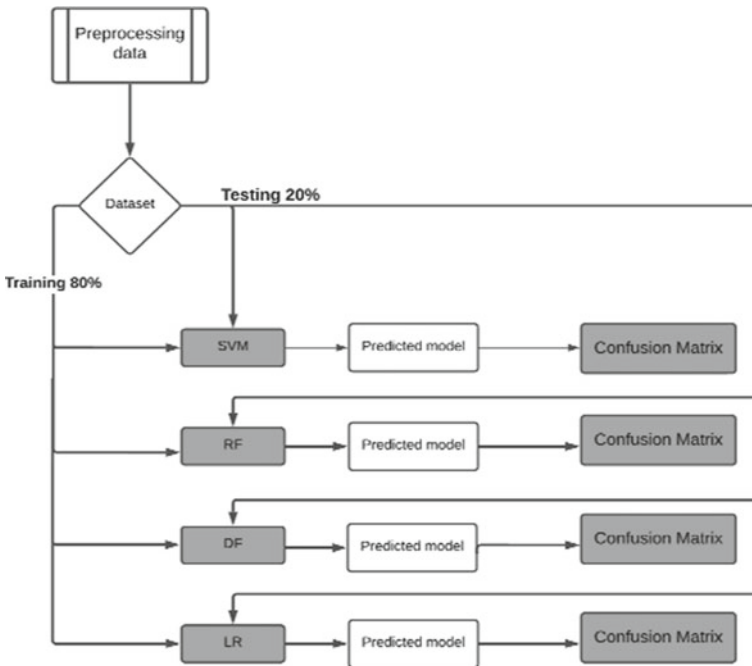 Preprocessing
data
Dataset
Testing 20%
Training 80%
SVM
Predicted model
Confusion Matrix
RF
Predicted model
Confusion Matrix
DF
Predicted model
Confusion Matrix
LR
Predicted model
Confusion Matrix